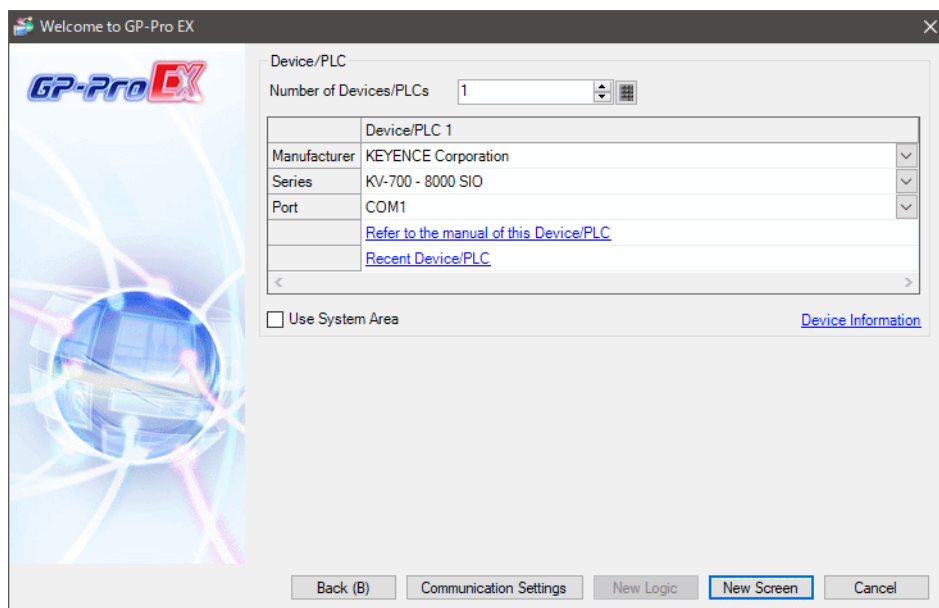 Welcome to GP-Pro EX
GP-Pro EX
Device/PLC
Number of Devices/PLCs 1
Device/PLC 1
Manufacturer KEYENCE Corporation
Series KV-700 - 8000 SIO
Port COM1
Refer to the manual of this Device/PLC
Recent Device/PLC
Use System Area Device Information
Back (B) Communication Settings New Logic New Screen Cancel